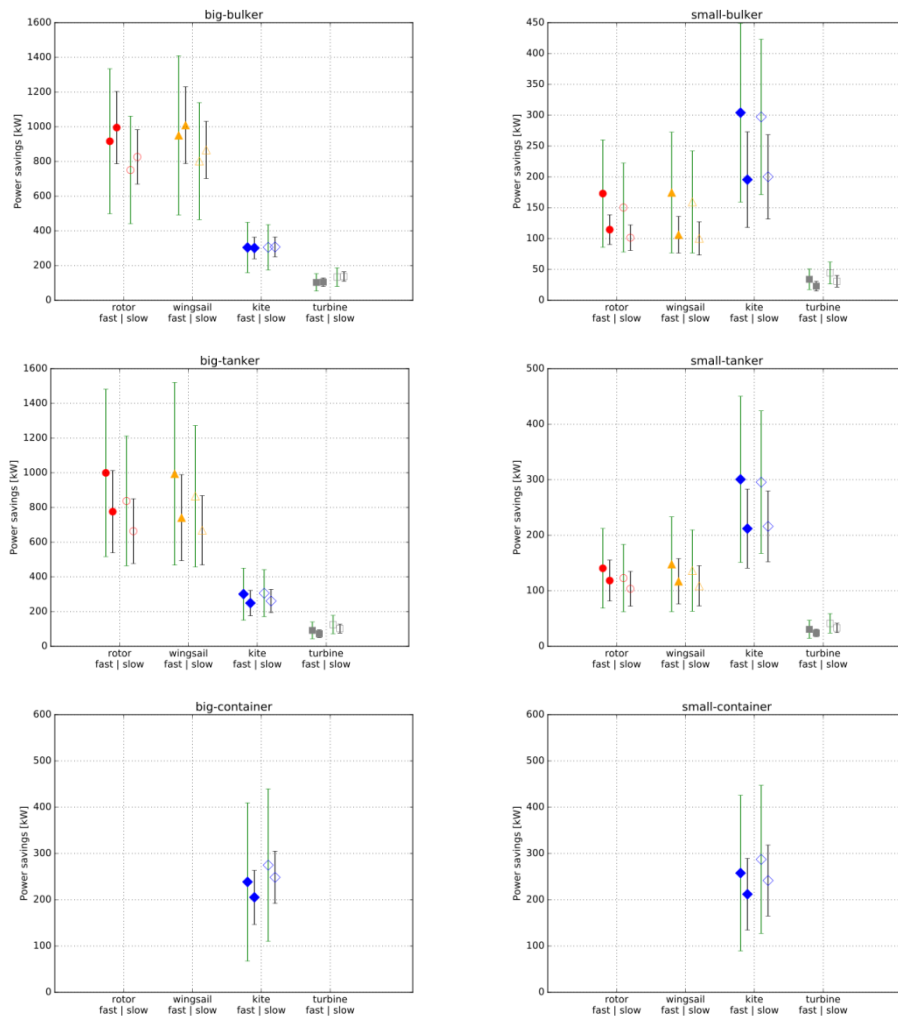 big-bulker
1600
1400
1200
1000
800
600
400
200
0
Power savings [kW]
rotor wingsail kite turbine
fast | slow fast | slow fast | slow fast | slow
small-bulker
450
400
350
300
250
200
150
100
50
0
Power savings [kW]
rotor wingsail kite turbine
fast | slow fast | slow fast | slow fast | slow
big-tanker
1600
1400
1200
1000
800
600
400
200
0
Power savings [kW]
rotor wingsail kite turbine
fast | slow fast | slow fast | slow fast | slow
small-tanker
500
400
300
200
100
0
Power savings [kW]
rotor wingsail kite turbine
fast | slow fast | slow fast | slow fast | slow
big-container
600
500
400
300
200
100
0
Power savings [kW]
rotor wingsail kite turbine
fast | slow fast | slow fast | slow fast | slow
small-container
600
500
400
300
200
100
0
Power savings [kW]
rotor wingsail kite turbine
fast | slow fast | slow fast | slow fast | slow